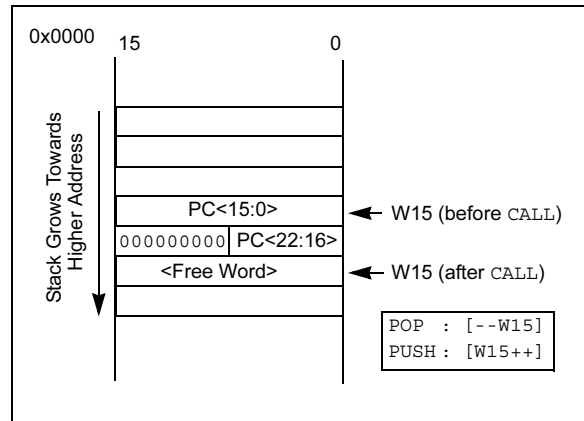 0x0000
15 0
Stack Grows Towards
Higher Address
PC<15:0>
W15 (before CALL)
000000000 PC<22:16>
<Free Word>
W15 (after CALL)
POP : [--W15]
PUSH : [W15++]